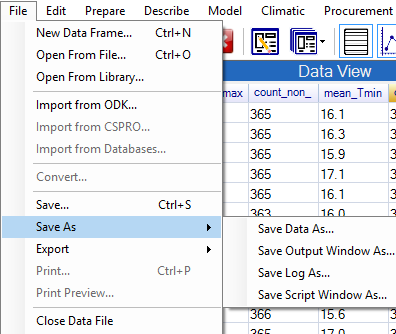 File Edit Prepare Describe Model Climatic Procurement
New Data Frame... Ctrl+N
Open From File... Ctrl+O
Open From Library...
Import from ODK...
Import from CSPRO...
Import from Databases...
Convert...
Save... Ctrl+S
Save As
Export
Print... Ctrl+P
Print Preview...
Close Data File
Save Data As...
Save Output Window As...
Save Log As...
Save Script Window As...
Data View
max count_non_ mean_Tmin
365 16.1
365 16.3
365 15.9
365 17.1
365 16.1
363 16.0
366 15.6
365 17.0